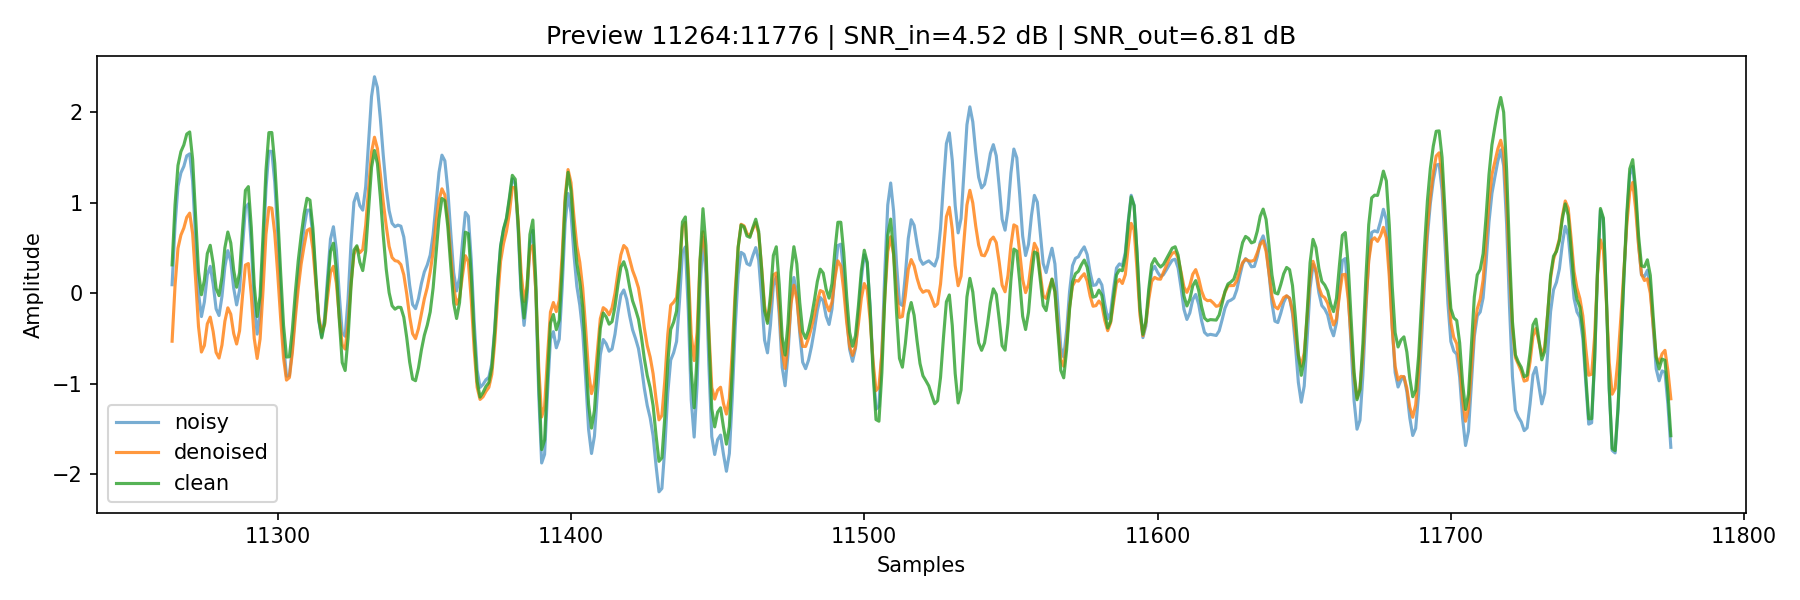 Preview 11264:11776 | SNR_in=4.52 dB | SNR_out=6.81 dB
Amplitude
2
1
0
−1
−2
noisy
denoised
clean
11300 11400 11500 11600 11700 11800
Samples